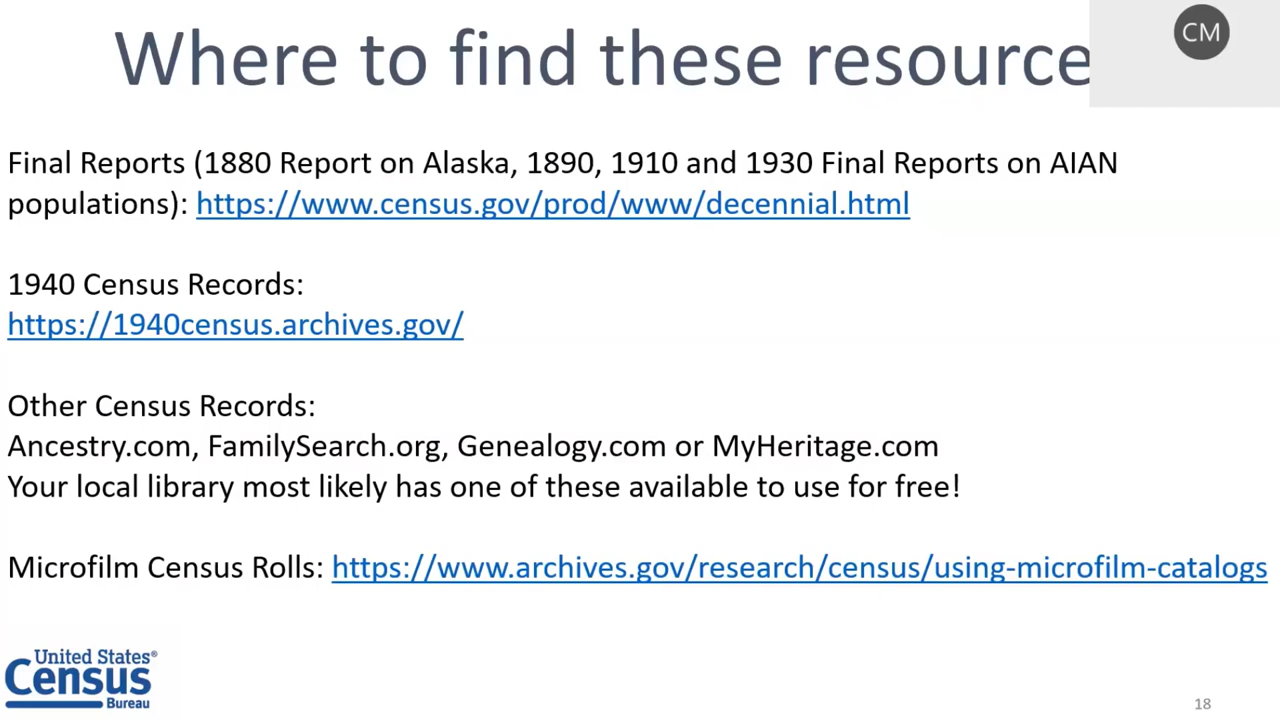 Where to find these resource
CM
Final Reports (1880 Report on Alaska, 1890, 1910 and 1930 Final Reports on AIAN
populations): https://www.census.gov/prod/www/decennial.html
1940 Census Records:
https://1940census.archives.gov/
Other Census Records:
Ancestry.com, FamilySearch.org, Genealogy.com or MyHeritage.com
Your local library most likely has one of these available to use for free!
Microfilm Census Rolls: https://www.archives.gov/research/census/using-microfilm-catalogs
United States®
Census
Bureau
18